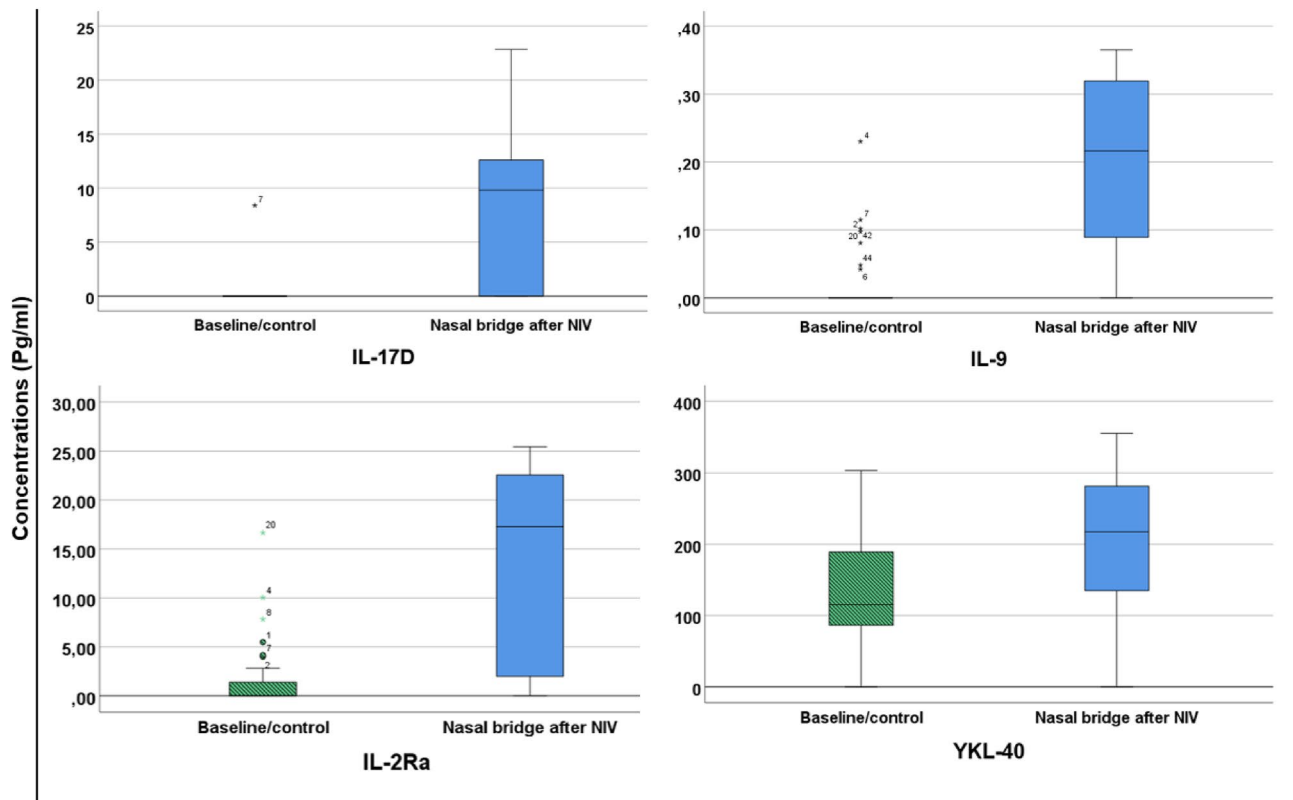 Concentrations (Pg/ml)
25
20
15
10
5
0
7
Baseline/control
Nasal bridge after NIV
IL-17D
,40
,30
,20
,10
,00
4
7
2
20 42
44
6
Baseline/control
Nasal bridge after NIV
IL-9
30,00
25,00
20,00
15,00
10,00
5,00
,00
20
4
8
1
7
2
Baseline/control
Nasal bridge after NIV
IL-2Ra
400
300
200
100
0
Baseline/control
Nasal bridge after NIV
YKL-40